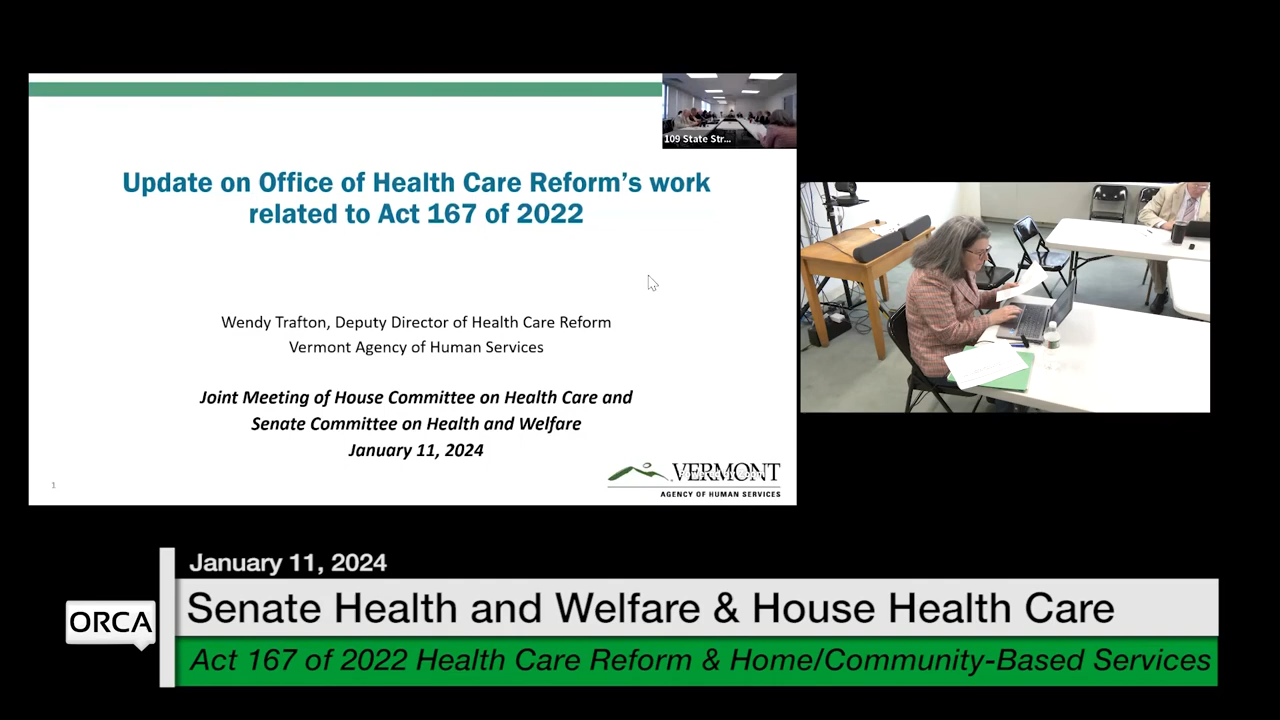 109 State Str...
Update on Office of Health Care Reform's work
related to Act 167 of 2022
Wendy Trafton, Deputy Director of Health Care Reform
Vermont Agency of Human Services
Joint Meeting of House Committee on Health Care and
Senate Committee on Health and Welfare
January 11, 2024
VERMONT
AGENCY OF HUMAN SERVICES
1
January 11, 2024
ORCA
Senate Health and Welfare & House Health Care
Act 167 of 2022 Health Care Reform & Home/Community-Based Services